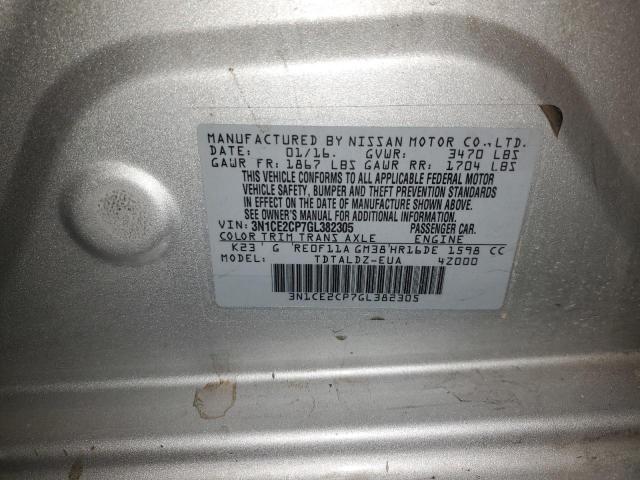 MANUFACTURED BY NISSAN MOTOR CO.,LTD.
DATE: 01/16. GVWR: 3470 LBS
GAWR FR: 1867 LBS GAWR RR: 1704 LBS
THIS VEHICLE CONFORMS TO ALL APPLICABLE FEDERAL MOTOR
VEHICLE SAFETY, BUMPER AND THEFT PREVENTION STANDARDS
IN EFFECT ON THE DATE OF MANUFACTURE SHOWN ABOVE.
SEE OWNER'S MANUAL FOR ADDITIONAL INFORMATION.
VIN: 3N1CE2CP7GL382305 PASSENGER CAR.
COLOR TRIM TRANS AXLE ENGINE
K23' G 'RE0F11A GM38'HR16DE 1598 CC
MODEL: TDTALDZ-EUA 4Z000
3N1CE2CP7GL382305